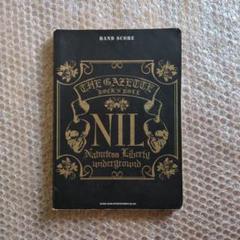 BAND SCORE
THE GAZETTE
ROCK'N ROLL
NIL
Nameless Liberty
underground